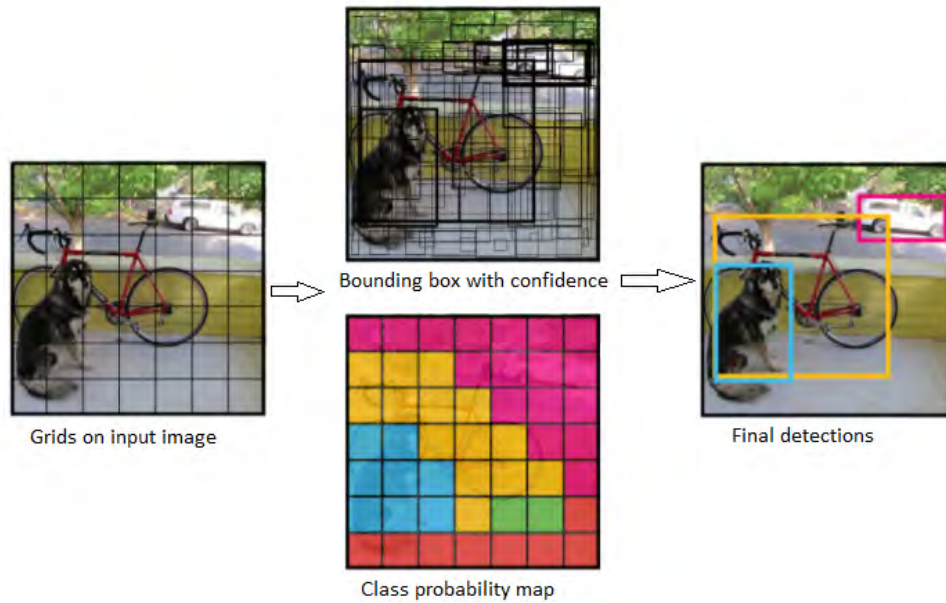 Bounding box with confidence
Grids on input image
Final detections
Class probability map